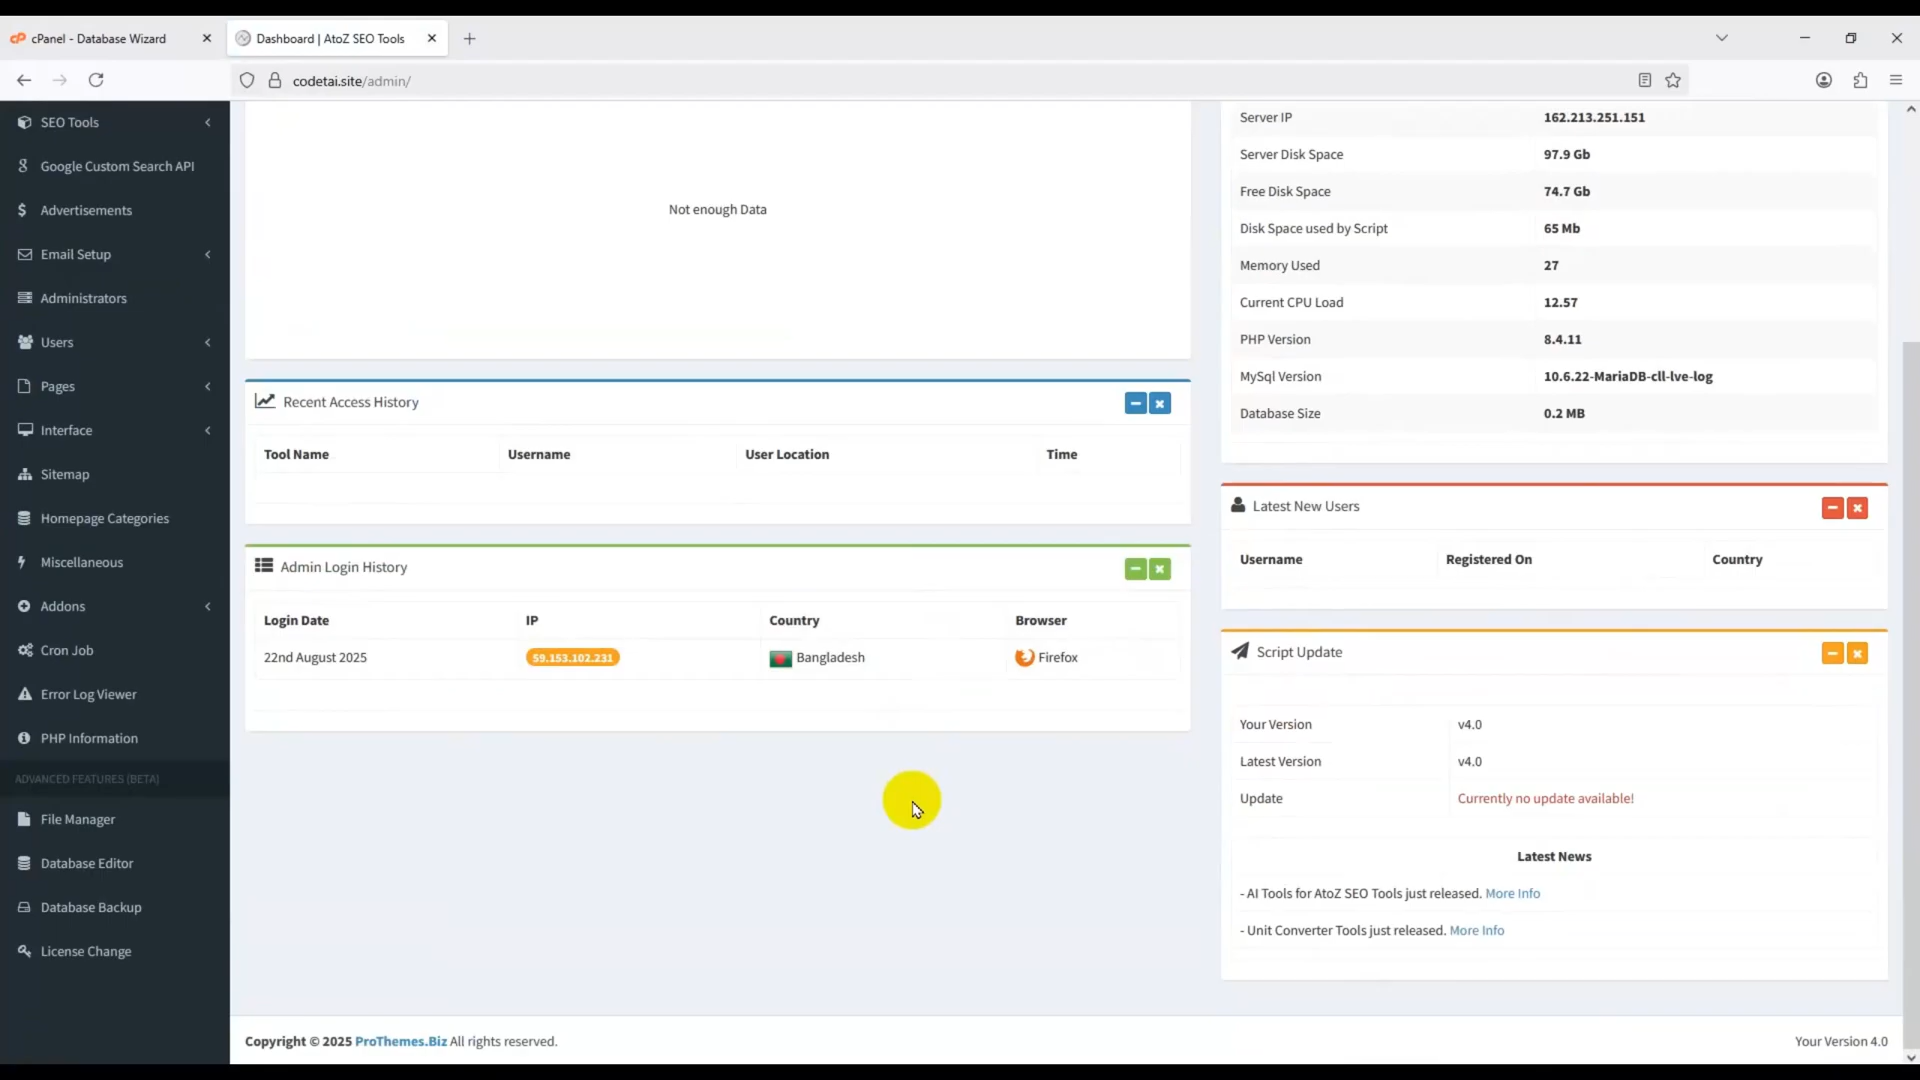 cPanel - Database Wizard
Dashboard | AtoZ SEO Tools
codetai.site/admin/
SEO Tools
Google Custom Search API
Advertisements
Email Setup
Administrators
Users
Pages
Interface
Sitemap
Homepage Categories
Miscellaneous
Addons
Cron Job
Error Log Viewer
PHP Information
ADVANCED FEATURES (BETA)
File Manager
Database Editor
Database Backup
License Change
Not enough Data
Recent Access History
Tool Name Username User Location Time
Admin Login History
Login Date IP Country Browser
22nd August 2025 59.153.102.231 Bangladesh Firefox
Server IP 162.213.251.151
Server Disk Space 97.9 Gb
Free Disk Space 74.7 Gb
Disk Space used by Script 65 Mb
Memory Used 27
Current CPU Load 12.57
PHP Version 8.4.11
MySql Version 10.6.22-MariaDB-cll-lve-log
Database Size 0.2 MB
Latest New Users
Username Registered On Country
Script Update
Your Version v4.0
Latest Version v4.0
Update Currently no update available!
Latest News
- AI Tools for AtoZ SEO Tools just released. More Info
- Unit Converter Tools just released. More Info
Copyright © 2025 ProThemes.Biz All rights reserved.
Your Version 4.0